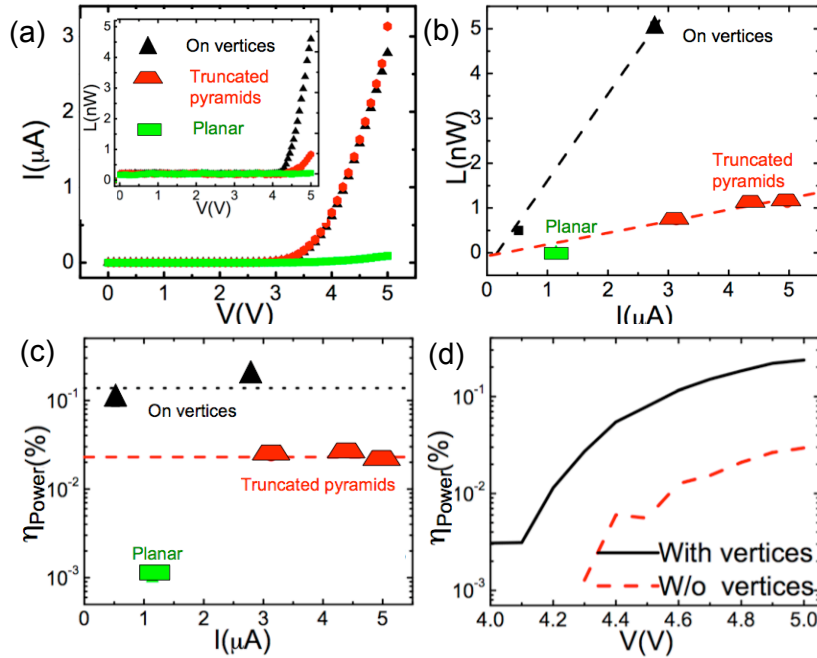 (a)
I(μA)
3
2
1
0
0 1 2 3 4 5
V(V)
L(nW)
5
4
3
2
1
0
0 1 2 3 4 5
V(V)
On vertices
Truncated
pyramids
Planar
(b)
L(nW)
5
4
3
2
1
0
0 1 2 3 4 5
I(μA)
On vertices
Truncated
pyramids
Planar
(c)
ηPower(%)
10⁻¹
10⁻²
10⁻³
0 1 2 3 4 5
I(μA)
On vertices
Truncated pyramids
Planar
(d)
ηPower(%)
10⁻¹
10⁻²
10⁻³
4.0 4.2 4.4 4.6 4.8 5.0
V(V)
With vertices
W/o vertices